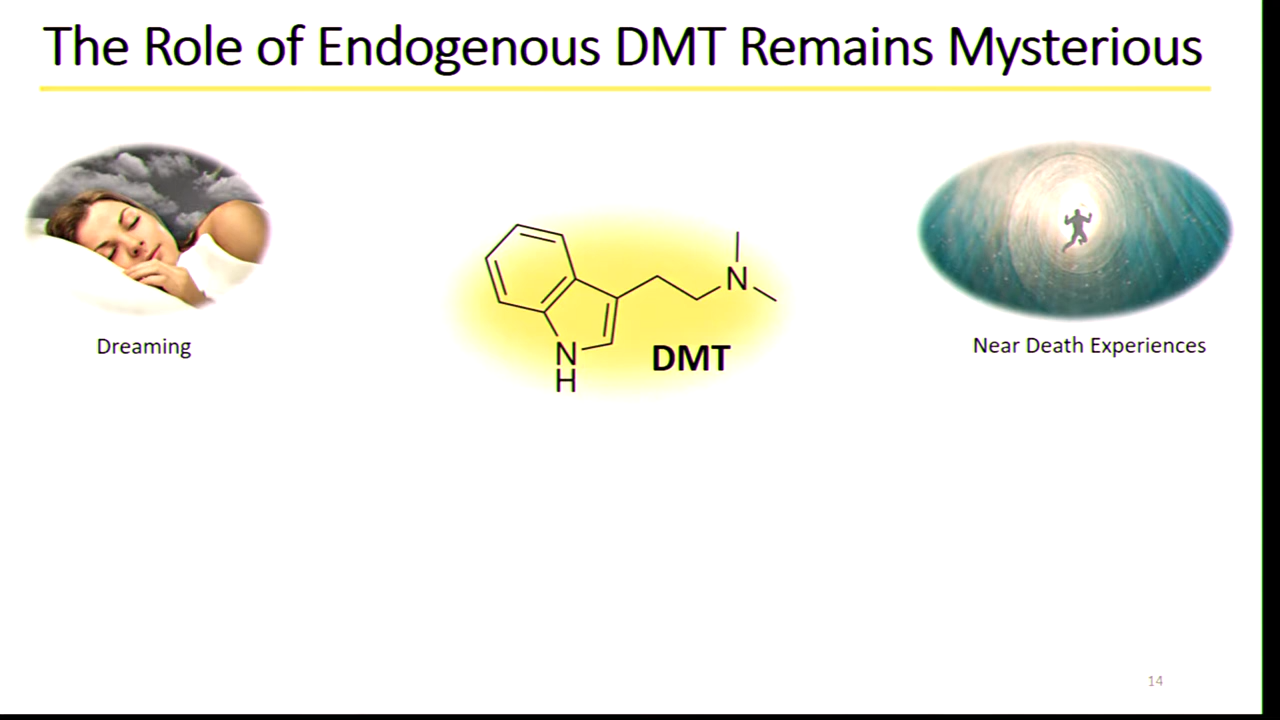 The Role of Endogenous DMT Remains Mysterious
N
N
H
DMT
Dreaming
Near Death Experiences
14